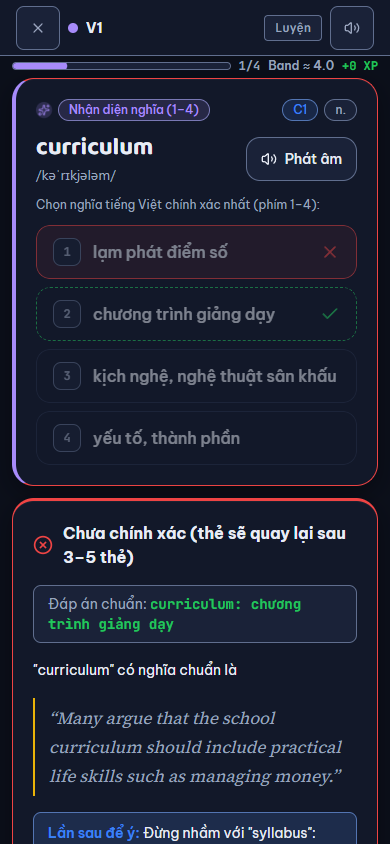 V1
Luyện
1/4 Band ≈ 4.0 +0 XP
Nhận diện nghĩa (1–4)
C1
n.
curriculum
/kəˈrɪkjələm/
Phát âm
Chọn nghĩa tiếng Việt chính xác nhất (phím 1–4):
1 lạm phát điểm số
2 chương trình giảng dạy
3 kịch nghệ, nghệ thuật sân khấu
4 yếu tố, thành phần
Chưa chính xác (thẻ sẽ quay lại sau
3–5 thẻ)
Đáp án chuẩn: curriculum: chương
trình giảng dạy
"curriculum" có nghĩa chuẩn là
“Many argue that the school
curriculum should include practical
life skills such as managing money.”
Lần sau để ý: Đừng nhầm với "syllabus":